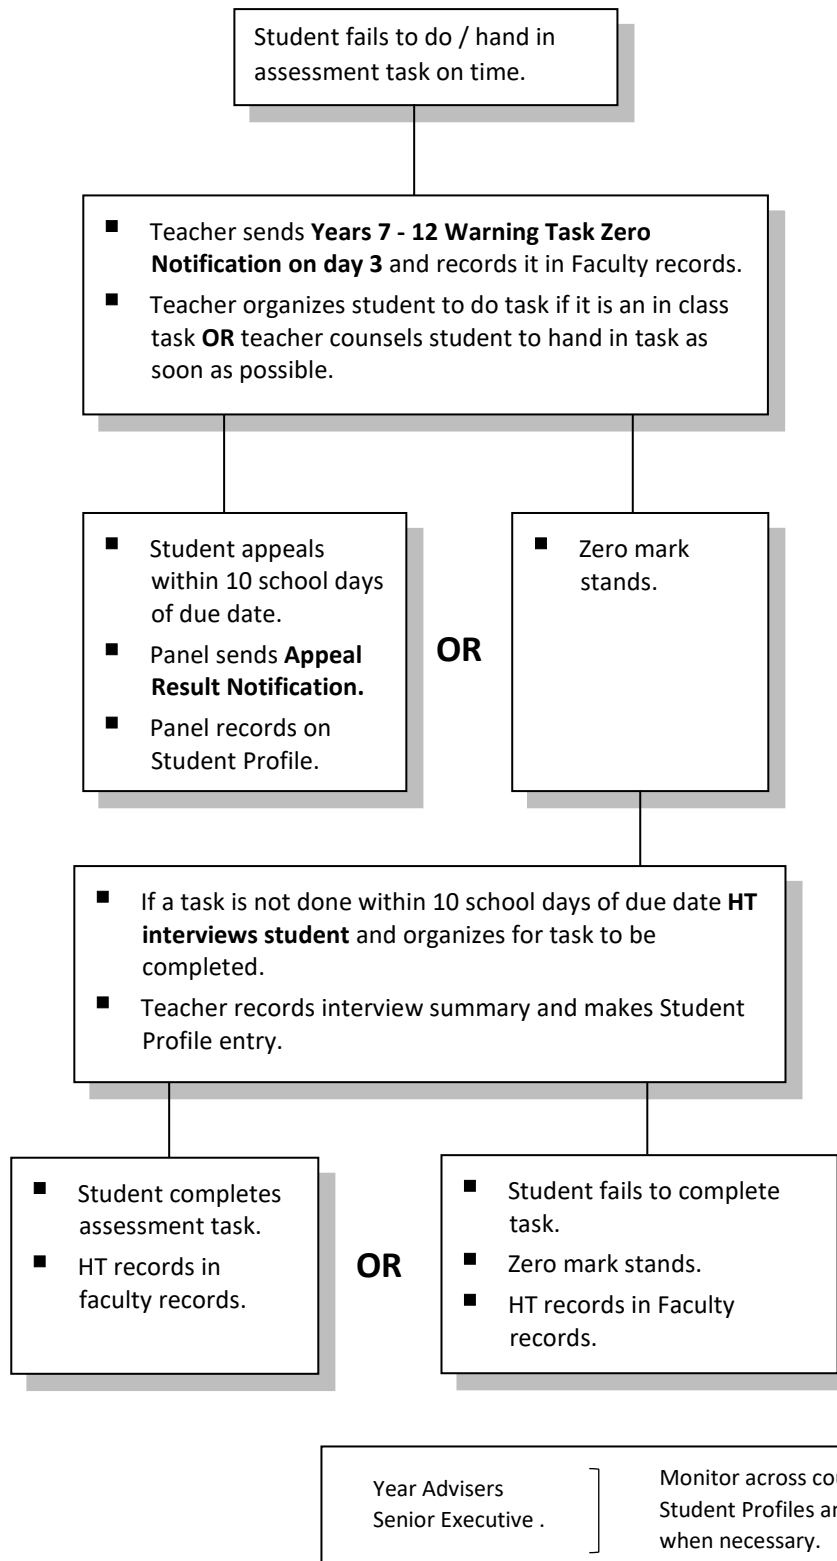 Student fails to do / hand in
assessment task on time.
▪ Teacher sends Years 7 - 12 Warning Task Zero
Notification on day 3 and records it in Faculty records.
▪ Teacher organizes student to do task if it is an in class
task OR teacher counsels student to hand in task as
soon as possible.
▪ Student appeals
within 10 school days
of due date.
▪ Panel sends Appeal
Result Notification.
▪ Panel records on
Student Profile.
OR
▪ Zero mark
stands.
▪ If a task is not done within 10 school days of due date HT
interviews student and organizes for task to be
completed.
▪ Teacher records interview summary and makes Student
Profile entry.
▪ Student completes
assessment task.
▪ HT records in
faculty records.
OR
▪ Student fails to complete
task.
▪ Zero mark stands.
▪ HT records in Faculty
records.
Year Advisers
Senior Executive .
Monitor across
Student Profiles
when necessary.